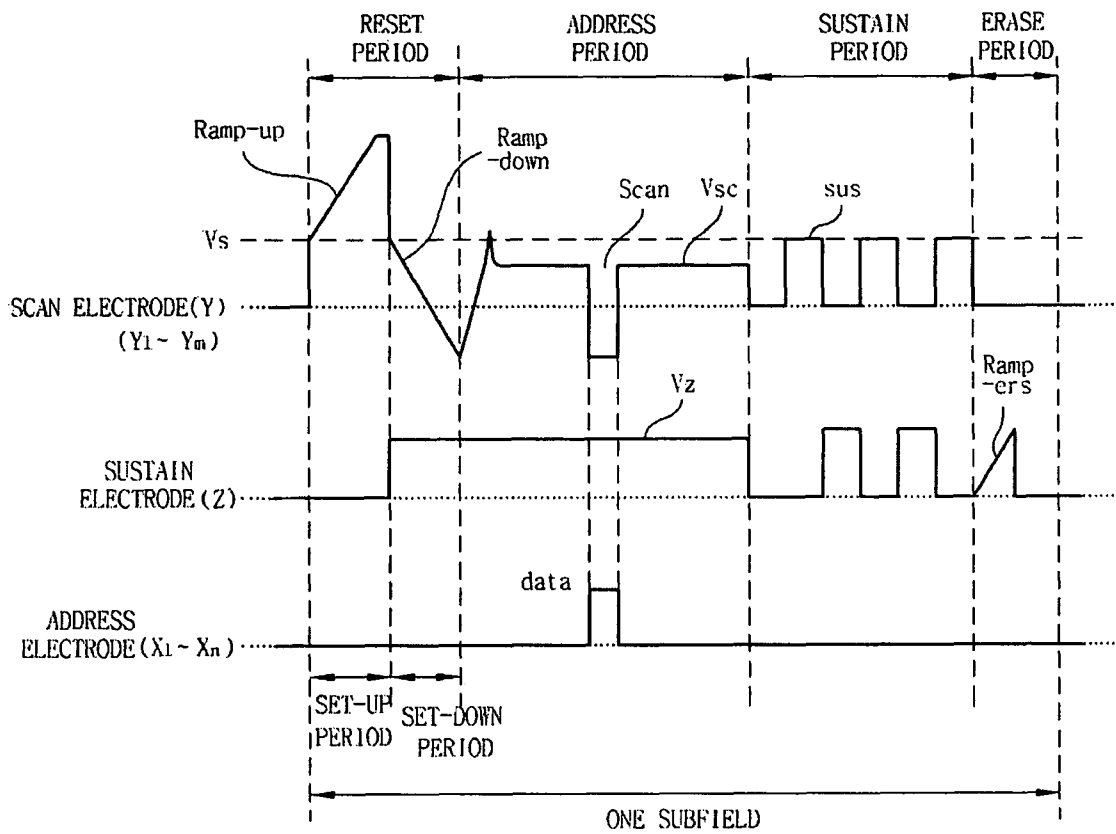 RESET
PERIOD
ADDRESS
PERIOD
SUSTAIN
PERIOD
ERASE
PERIOD
Ramp-up
Ramp
-down
Scan
Vsc
sus
Vs
SCAN ELECTRODE(Y)
(Y1~ Ym)
Vz
Ramp
-ers
SUSTAIN
ELECTRODE(Z)
data
ADDRESS
ELECTRODE(X1~ Xn)
SET-UP
PERIOD
SET-DOWN
PERIOD
ONE SUBFIELD